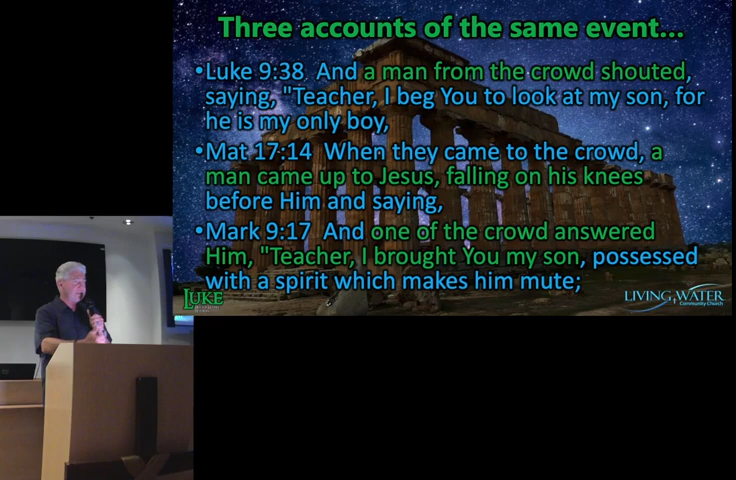 Three accounts of the same event...
•Luke 9:38 And a man from the crowd shouted,
saying, "Teacher, I beg You to look at my son, for
he is my only boy,
•Mat 17:14 When they came to the crowd, a
man came up to Jesus, falling on his knees
before Him and saying,
•Mark 9:17 And one of the crowd answered
Him, "Teacher, I brought You my son, possessed
with a spirit which makes him mute;
LUKE
LIVING WATER
Community Church